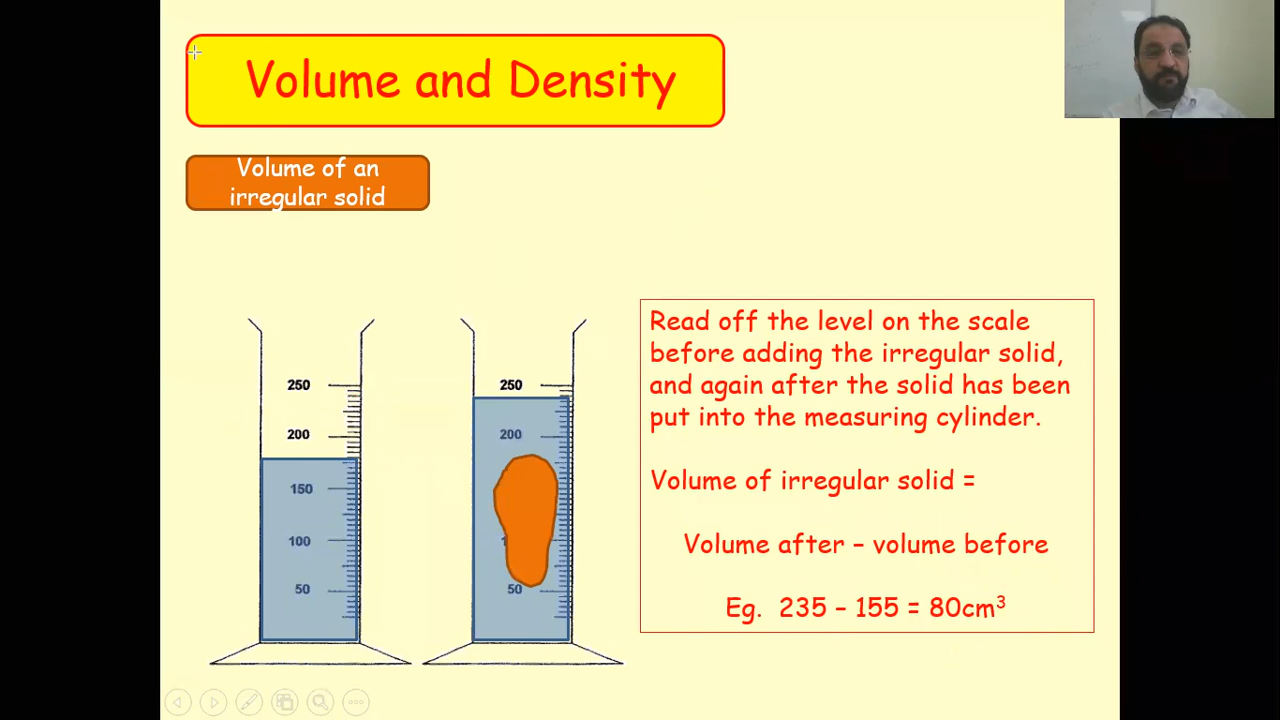 Volume and Density
Volume of an
irregular solid
250
200
150
100
50
250
200
1
50
Read off the level on the scale
before adding the irregular solid,
and again after the solid has been
put into the measuring cylinder.
Volume of irregular solid =
Volume after – volume before
Eg. 235 – 155 = 80cm³